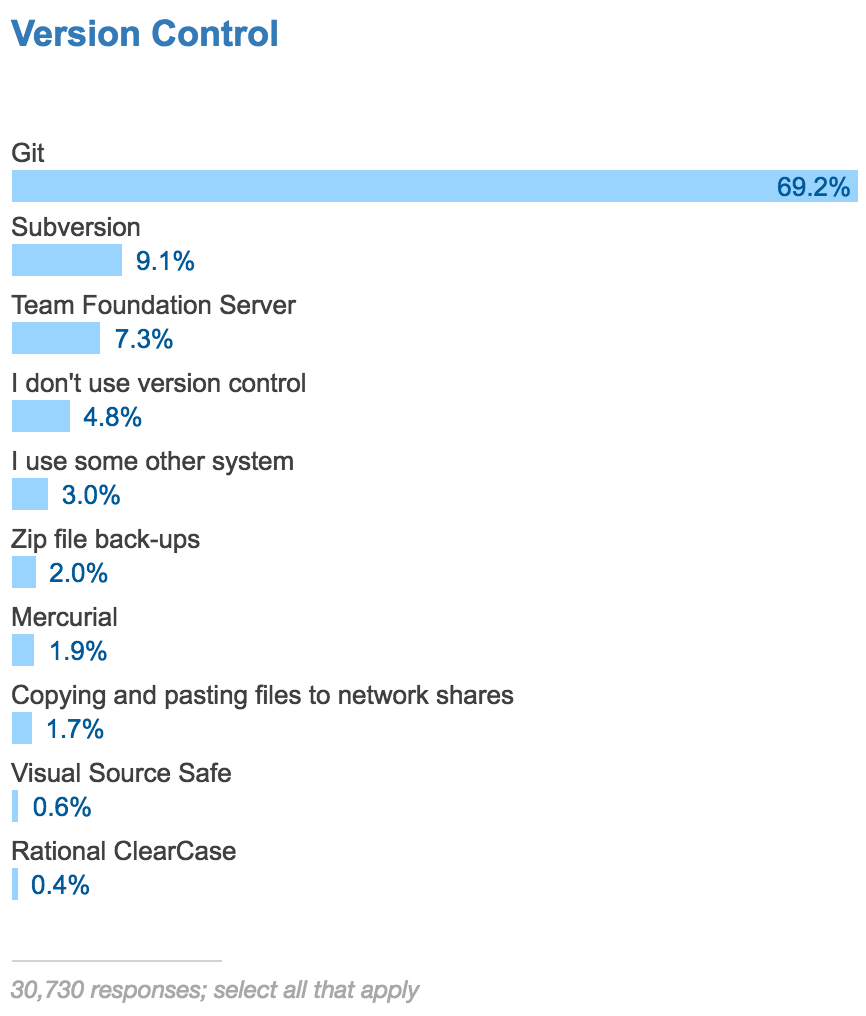 Version Control
Git
69.2%
Subversion
9.1%
Team Foundation Server
7.3%
I don't use version control
4.8%
I use some other system
3.0%
Zip file back-ups
2.0%
Mercurial
1.9%
Copying and pasting files to network shares
1.7%
Visual Source Safe
0.6%
Rational ClearCase
0.4%
30,730 responses; select all that apply